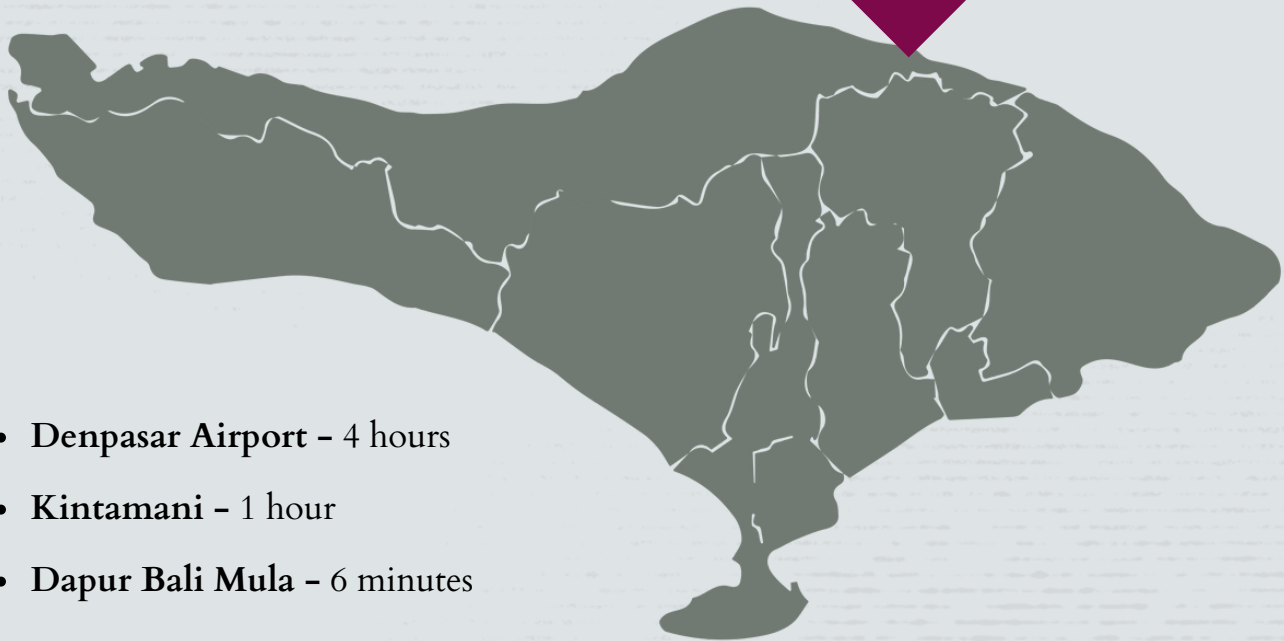 • Denpasar Airport – 4 hours
• Kintamani – 1 hour
• Dapur Bali Mula – 6 minutes